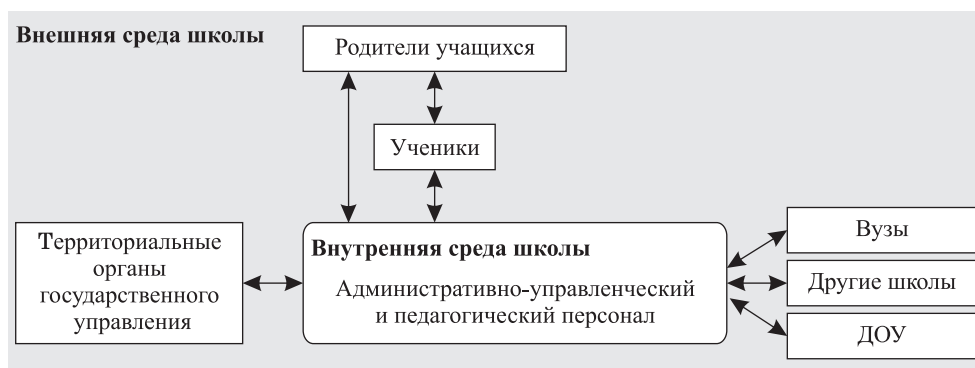 Внешняя среда школы
Родители учащихся
Ученики
Территориальные
органы
государственного
управления
Внутренняя среда школы
Административно-управленческий
и педагогический персонал
Вузы
Другие школы
ДОУ